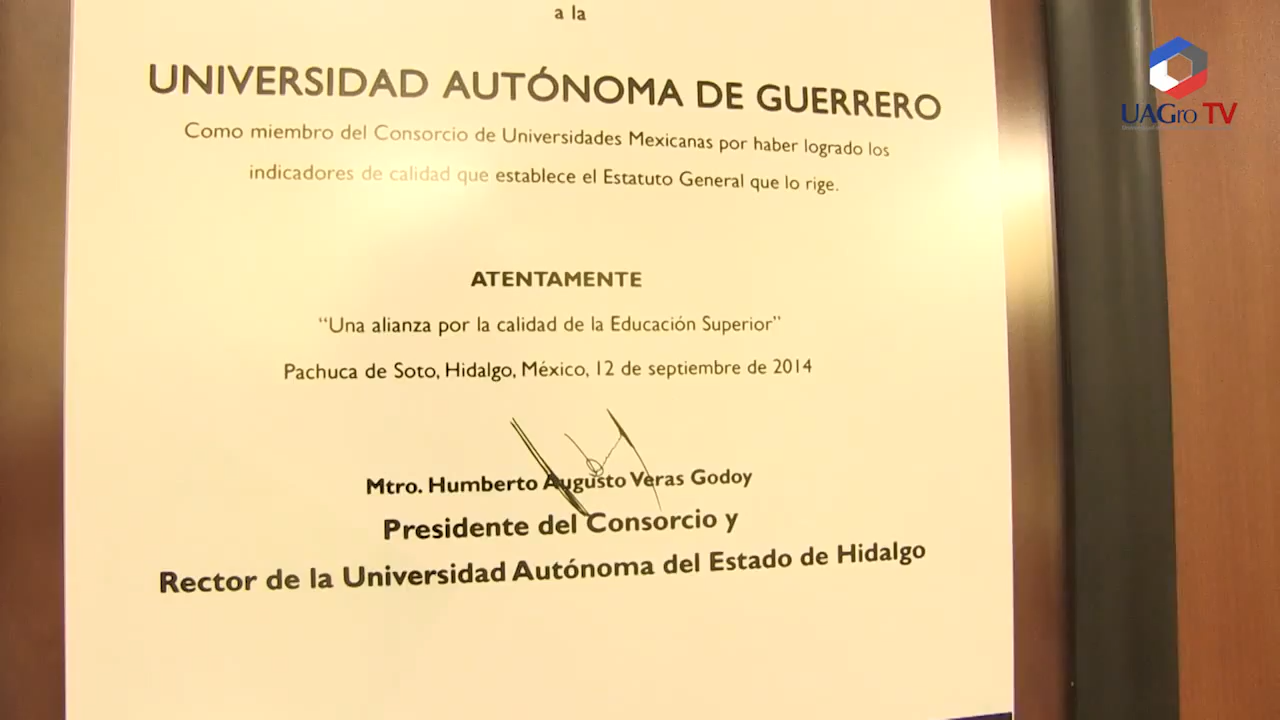 a la
UNIVERSIDAD AUTÓNOMA DE GUERRERO
Como miembro del Consorcio de Universidades Mexicanas por haber logrado los
indicadores de calidad que establece el Estatuto General que lo rige.
ATENTAMENTE
“Una alianza por la calidad de la Educación Superior”
Pachuca de Soto, Hidalgo, México, 12 de septiembre de 2014
Mtro. Humberto Augusto Veras Godoy
Presidente del Consorcio y
Rector de la Universidad Autónoma del Estado de Hidalgo
UAGro TV